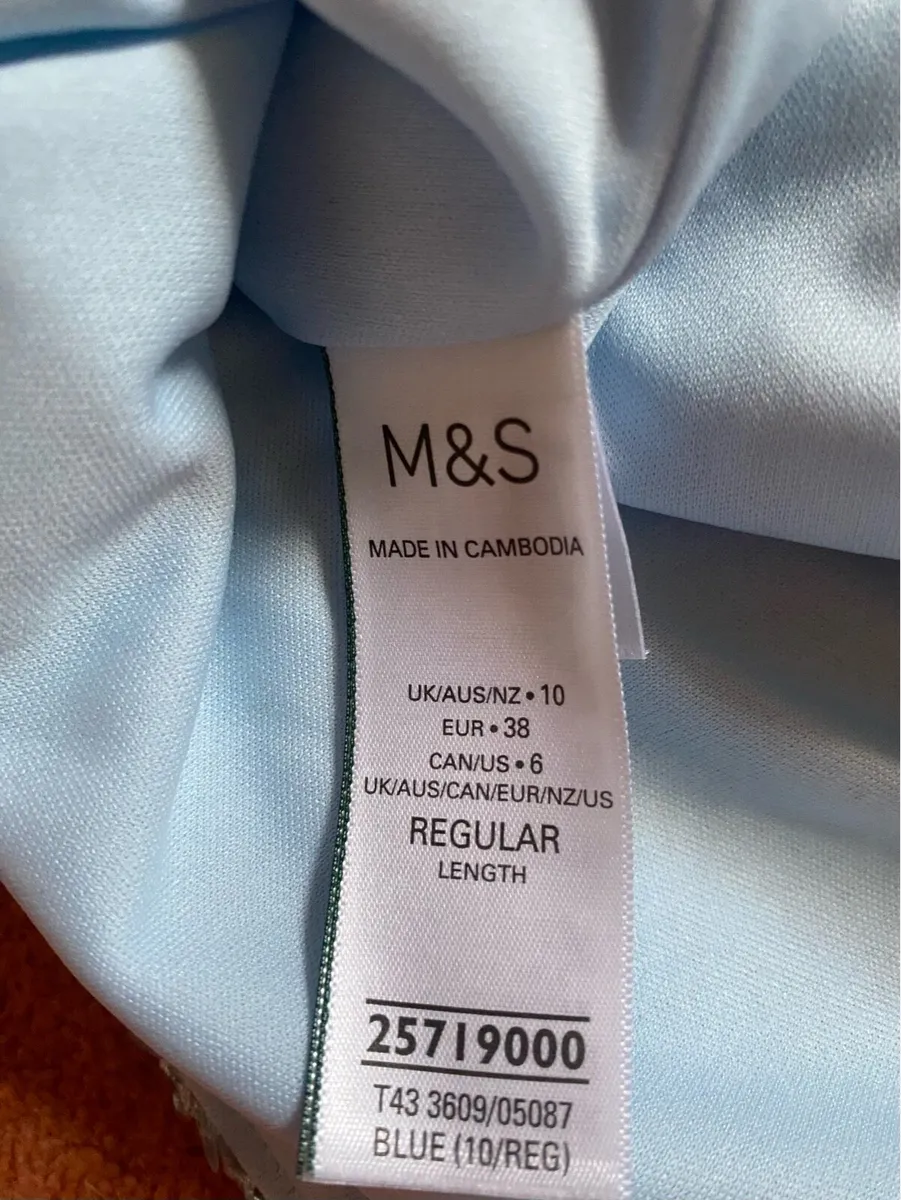 M&S
MADE IN CAMBODIA
UK/AUS/NZ • 10
EUR • 38
CAN/US • 6
UK/AUS/CAN/EUR/NZ/US
REGULAR
LENGTH
25719000
T43 3609/05087
BLUE (10/REG)